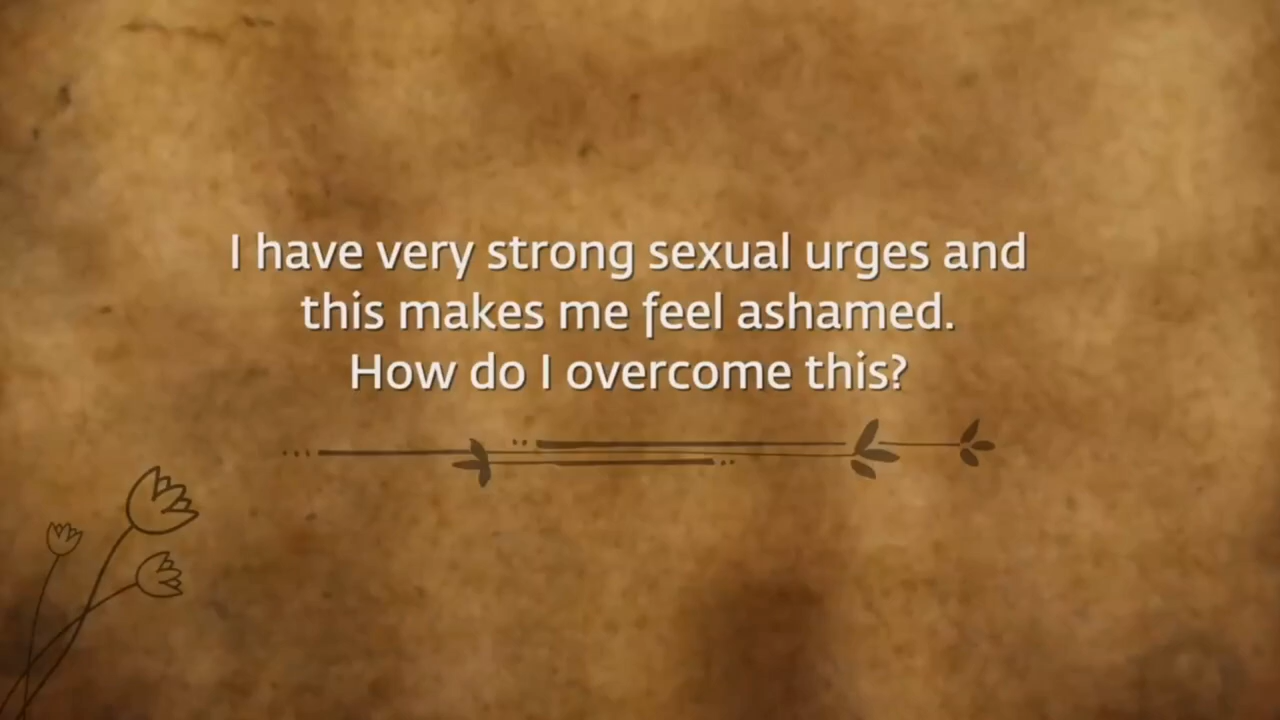 I have very strong sexual urges and
this makes me feel ashamed.
How do I overcome this?